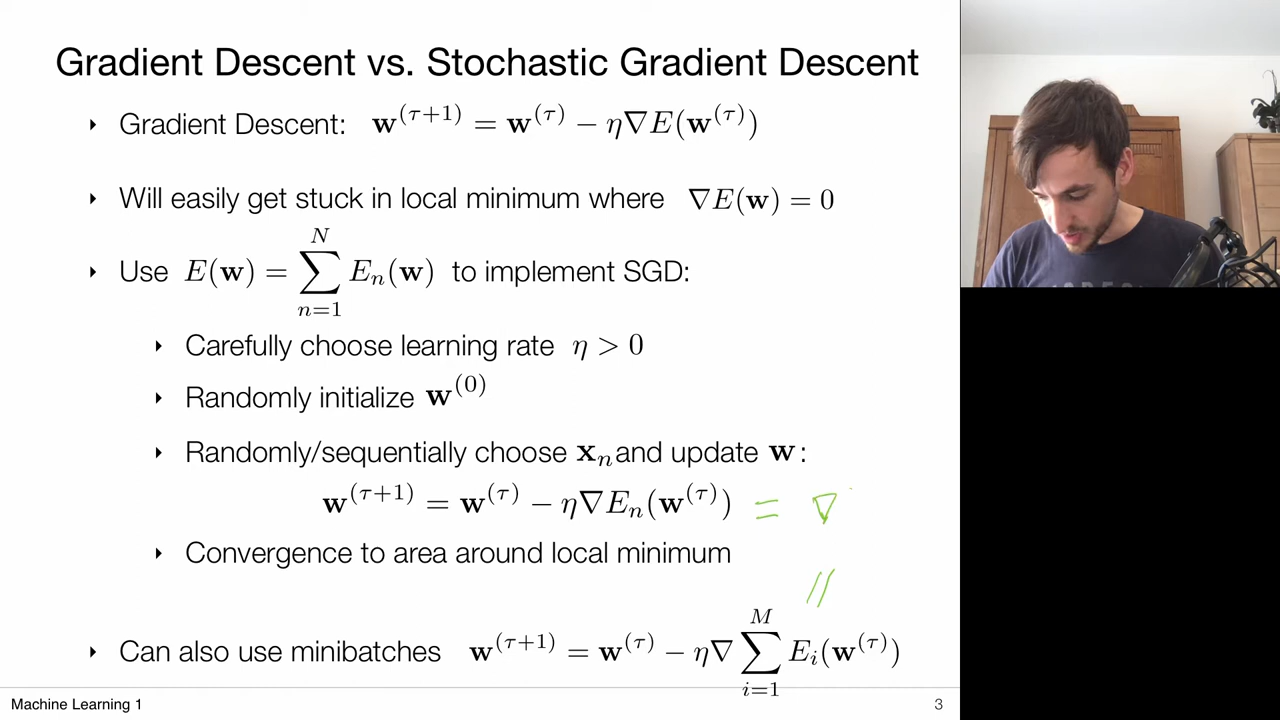 Gradient Descent vs. Stochastic Gradient Descent
‣ Gradient Descent: w^(τ+1) = w^(τ) − η∇E(w^(τ))
‣ Will easily get stuck in local minimum where ∇E(w) = 0
‣ Use E(w) = ∑_{n=1}^{N} E_n(w) to implement SGD:
‣ Carefully choose learning rate η > 0
‣ Randomly initialize w^(0)
‣ Randomly/sequentially choose x_n and update w:
w^(τ+1) = w^(τ) − η∇E_n(w^(τ)) = ∇
‣ Convergence to area around local minimum
//
‣ Can also use minibatches w^(τ+1) = w^(τ) − η∇ ∑_{i=1}^{M} E_i(w^(τ))
Machine Learning 1 3